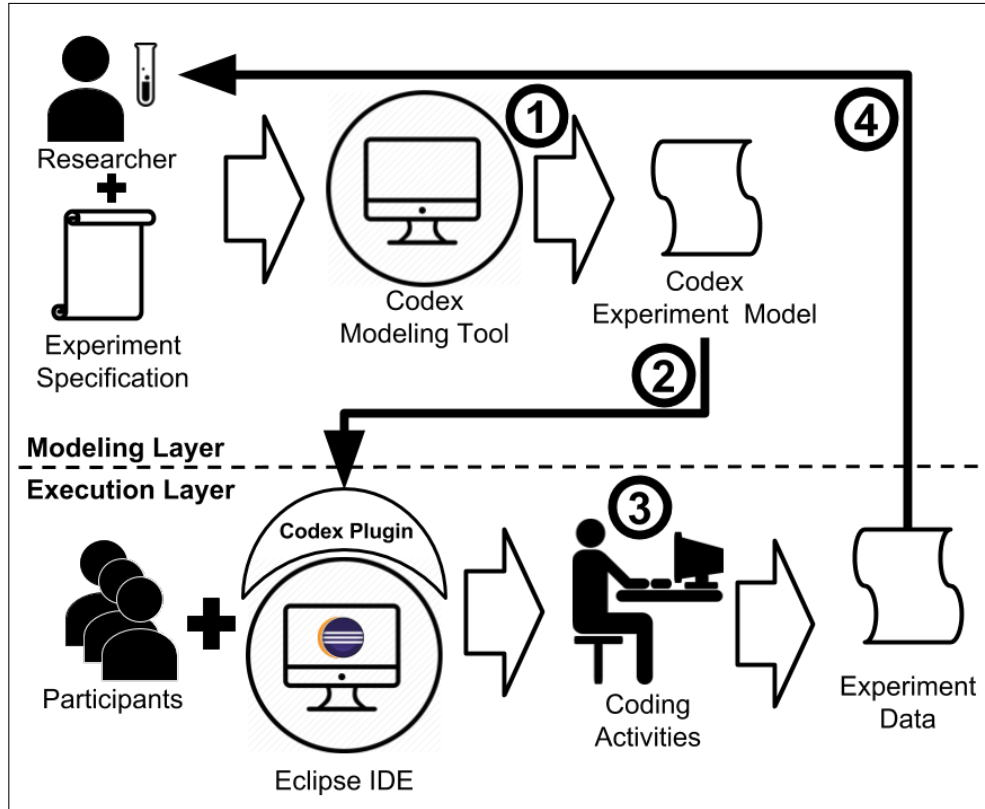 1
4
Researcher
Experiment
Specification
Codex
Modeling Tool
Codex
Experiment Model
2
Modeling Layer
Execution Layer
Codex Plugin
3
Participants
Eclipse IDE
Coding
Activities
Experiment
Data